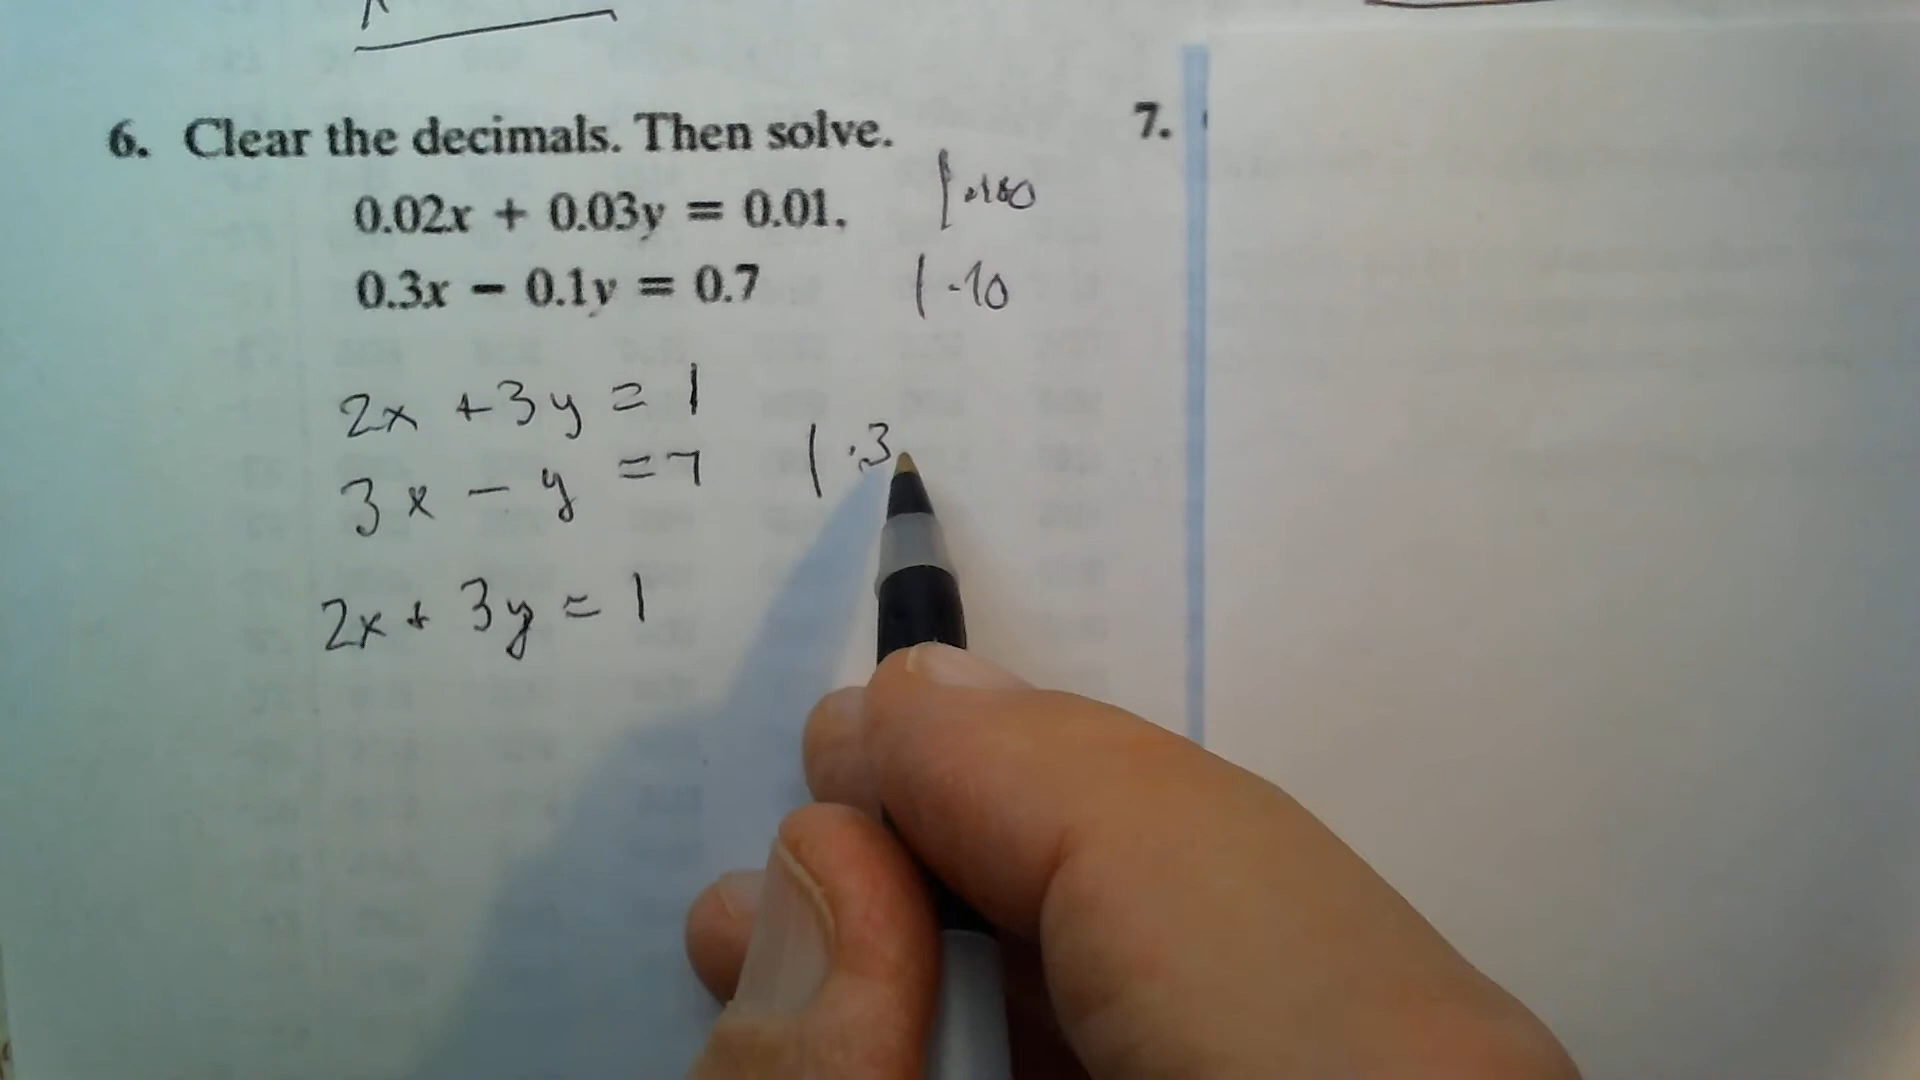 6. Clear the decimals. Then solve.
0.02x + 0.03y = 0.01. | ·100
0.3x − 0.1y = 0.7 | ·10
2x + 3y = 1
3x − y = 7 | ·3
2x + 3y = 1
7.